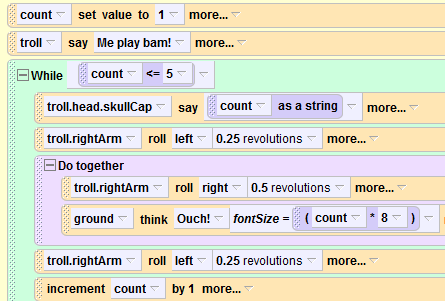 count set value to 1 more...
troll say Me play bam! more...
While count <= 5
troll.head.skullCap say count as a string more...
troll.rightArm roll left 0.25 revolutions more...
Do together
troll.rightArm roll right 0.5 revolutions more...
ground think Ouch! fontSize = ( count * 8 )
troll.rightArm roll left 0.25 revolutions more...
increment count by 1 more...